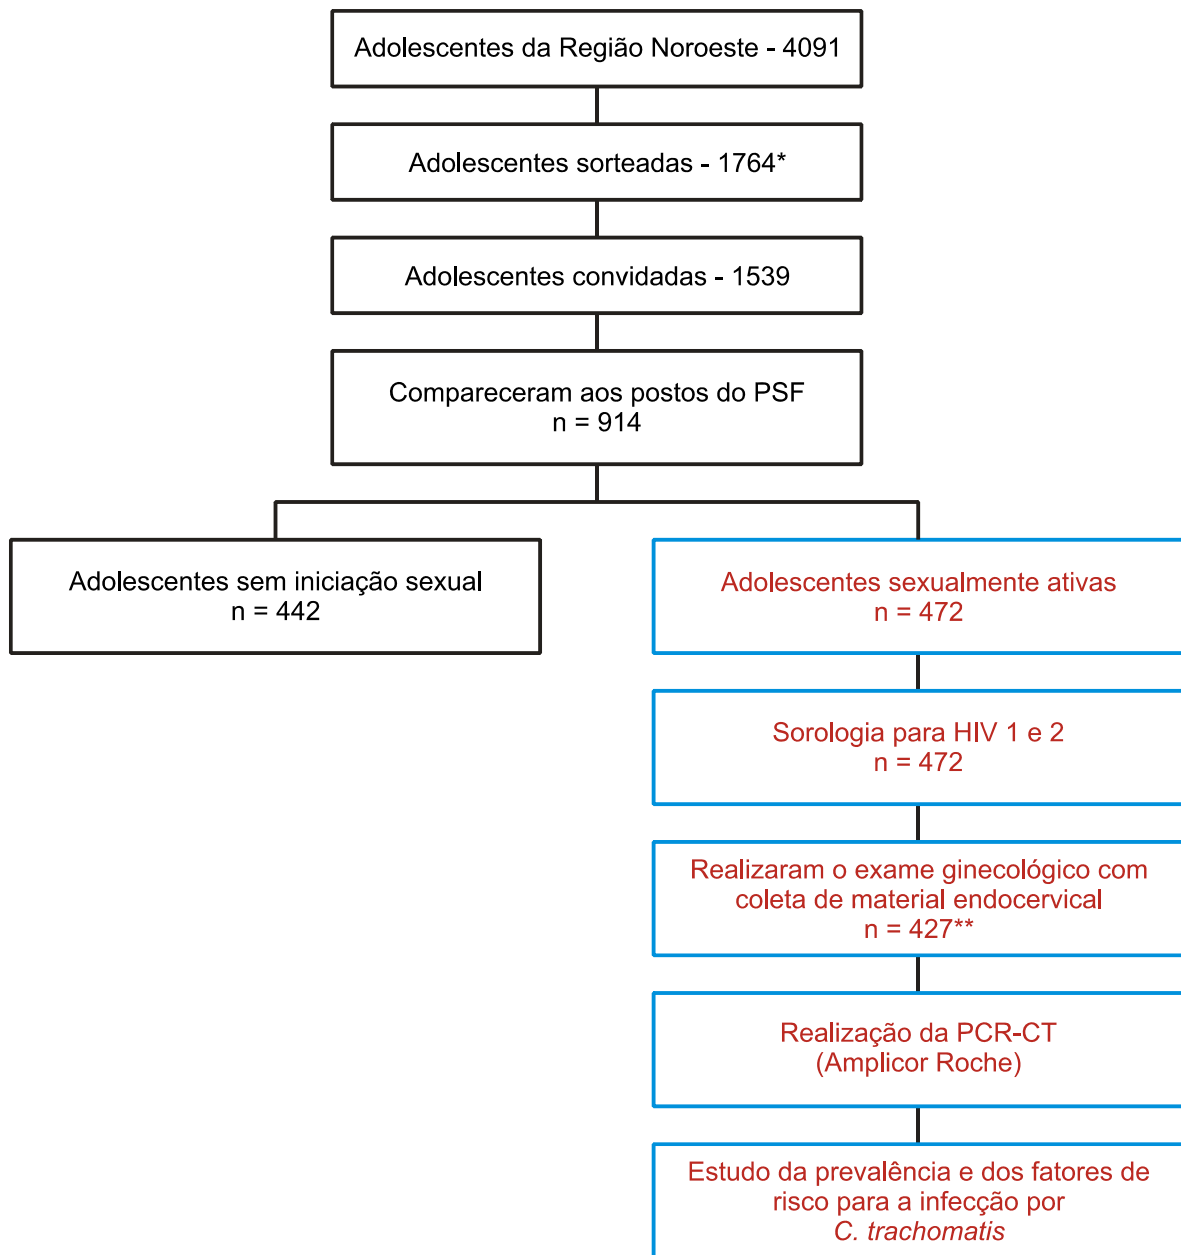 Adolescentes da Região Noroeste - 4091
Adolescentes sorteadas - 1764*
Adolescentes convidadas - 1539
Compareceram aos postos do PSF
n = 914
Adolescentes sem iniciação sexual
n = 442
Adolescentes sexualmente ativas
n = 472
Sorologia para HIV 1 e 2
n = 472
Realizaram o exame ginecológico com
coleta de material endocervical
n = 427**
Realização da PCR-CT
(Amplicor Roche)
Estudo da prevalência e dos fatores de
risco para a infecção por
C. trachomatis